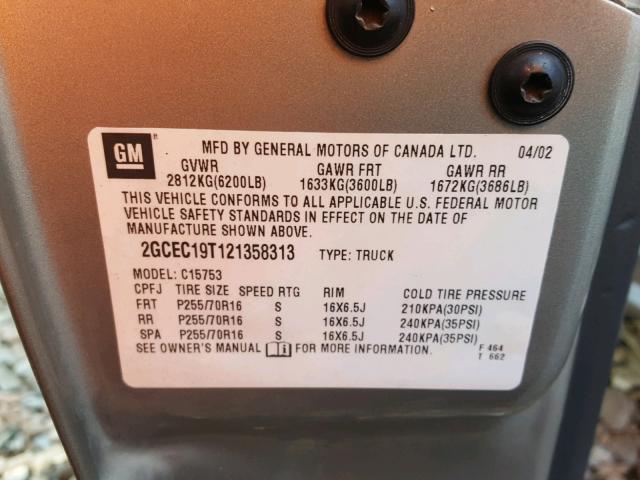 GM
MFD BY GENERAL MOTORS OF CANADA LTD. 04/02
GVWR GAWR FRT GAWR RR
2812KG(6200LB) 1633KG(3600LB) 1672KG(3686LB)
THIS VEHICLE CONFORMS TO ALL APPLICABLE U.S. FEDERAL MOTOR
VEHICLE SAFETY STANDARDS IN EFFECT ON THE DATE OF
MANUFACTURE SHOWN ABOVE.
2GCEC19T121358313 TYPE: TRUCK
MODEL: C15753
CPFJ TIRE SIZE SPEED RTG RIM COLD TIRE PRESSURE
FRT P255/70R16 S 16X6.5J 210KPA(30PSI)
RR P255/70R16 S 16X6.5J 240KPA(35PSI)
SPA P255/70R16 S 16X6.5J 240KPA(35PSI)
SEE OWNER'S MANUAL FOR MORE INFORMATION.
F 464
T 662